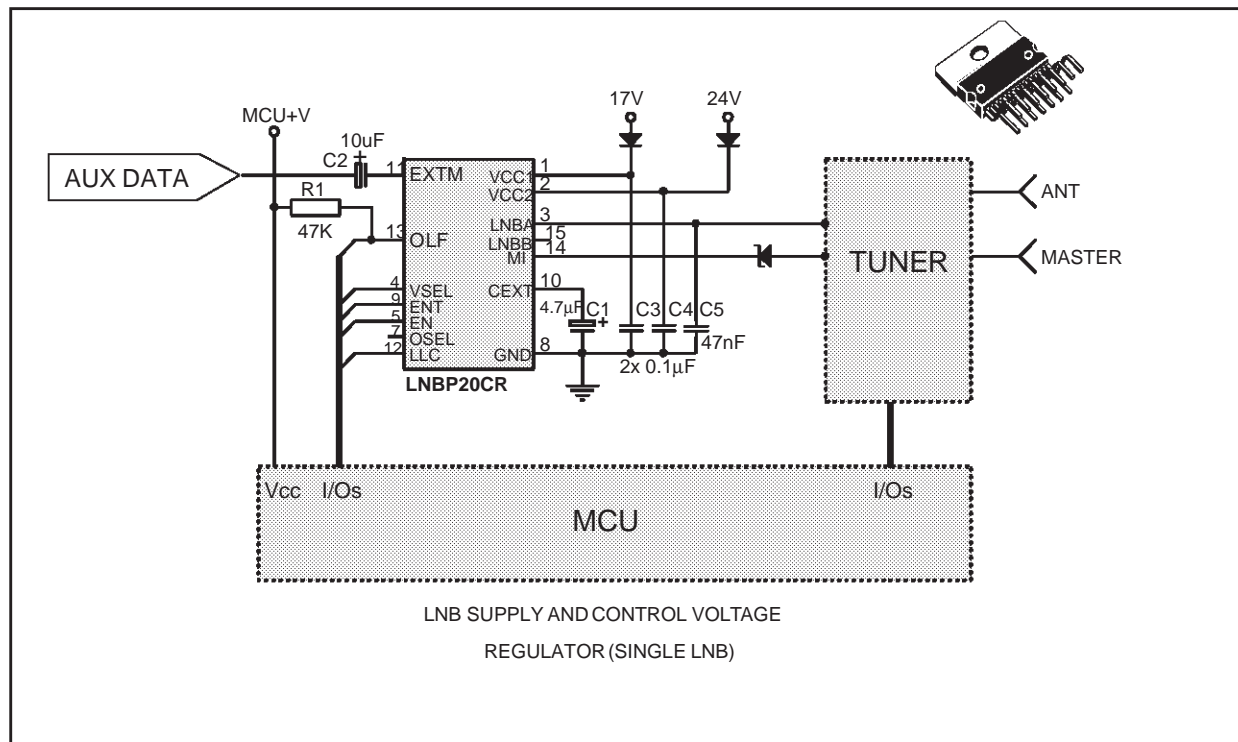 17V
24V
MCU+V
10uF
+
C2
AUX DATA
11
EXTM
1
VCC1
2
VCC2
R1
47K
3
LNBA
15
LNBB
14
MI
13
OLF
TUNER
ANT
MASTER
4
VSEL
9
ENT
5
EN
7
OSEL
12
LLC
10
CEXT
4.7µF
C1
+
C3
C4
C5
47nF
8
GND
2x 0.1µF
LNBP20CR
Vcc
I/Os
I/Os
MCU
LNB SUPPLY AND CONTROL VOLTAGE
REGULATOR (SINGLE LNB)